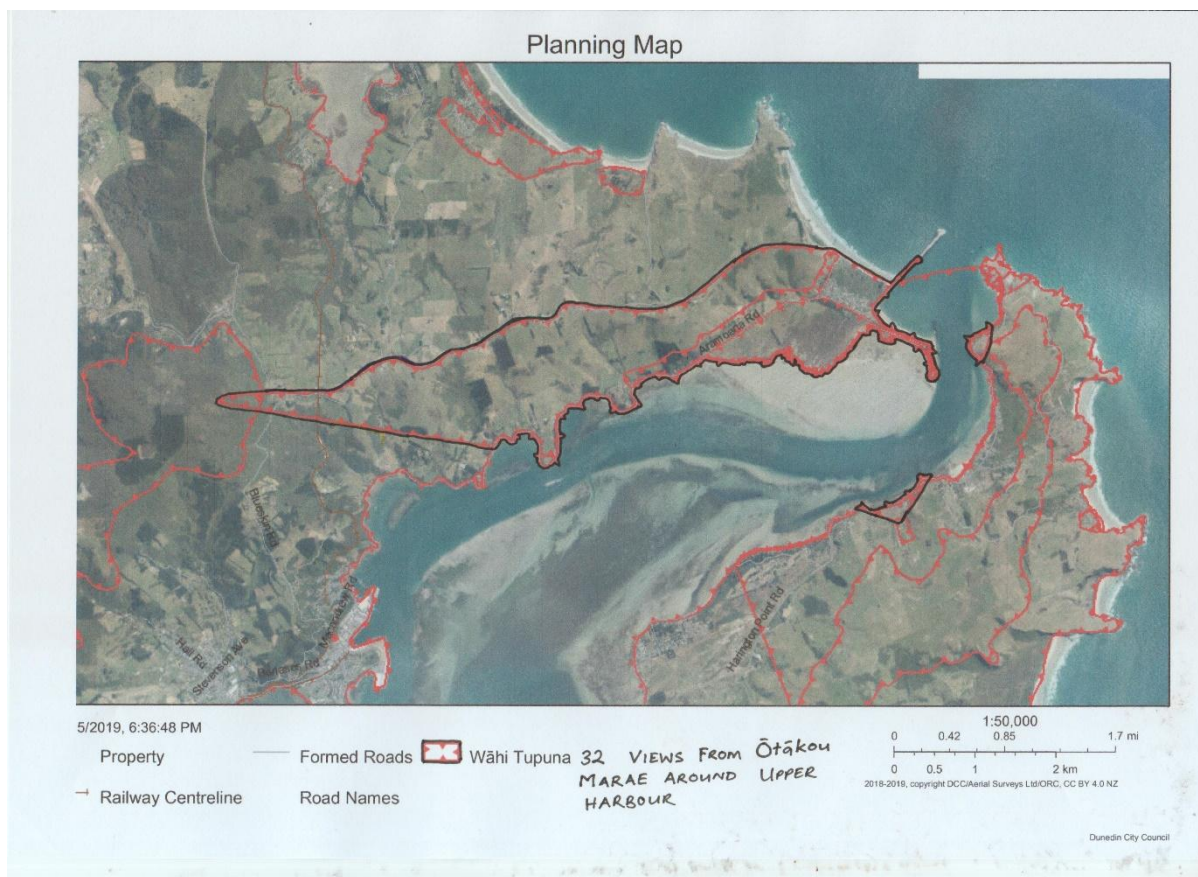 Planning Map
Aramoana Rd
Blueskin Rd
Harington Point Rd
Hall Rd
Stevenson Ave
5/2019, 6:36:48 PM
1:50,000
0 0.42 0.85 1.7 mi
0 0.5 1 2 km
Property
Formed Roads
Wāhi Tupuna
32 VIEWS FROM Ōtākou
MARAE AROUND UPPER
HARBOUR
Railway Centreline
Road Names
2018-2019, copyright DCC/Aerial Surveys Ltd/ORC, CC BY 4.0 NZ
Dunedin City Council